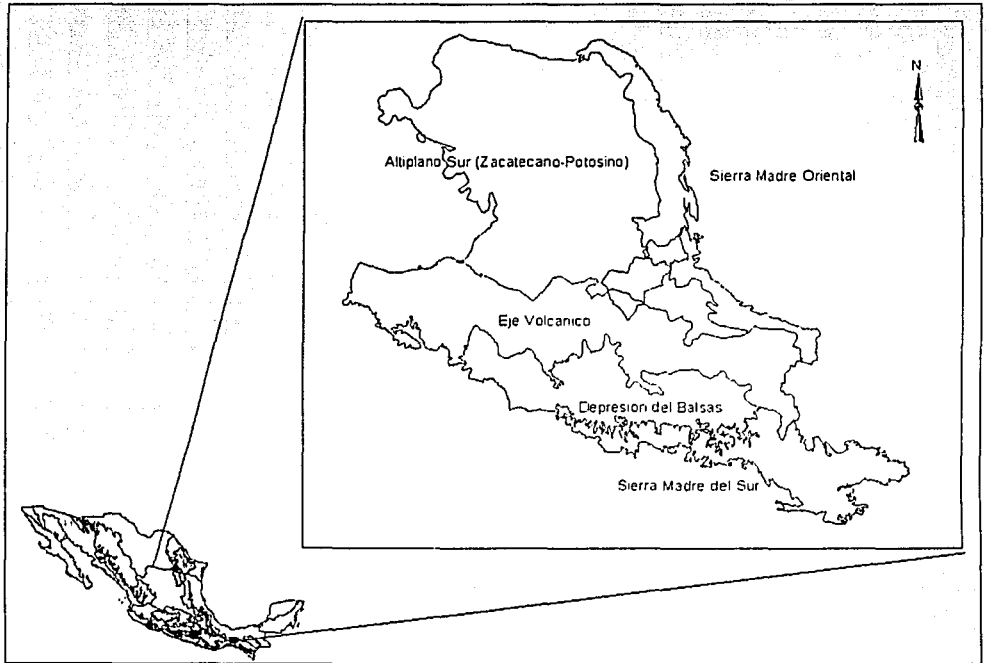 N
Altiplano Sur (Zacatecano-Potosino)
Sierra Madre Oriental
Eje Volcanico
Depresion del Balsas
Sierra Madre del Sur